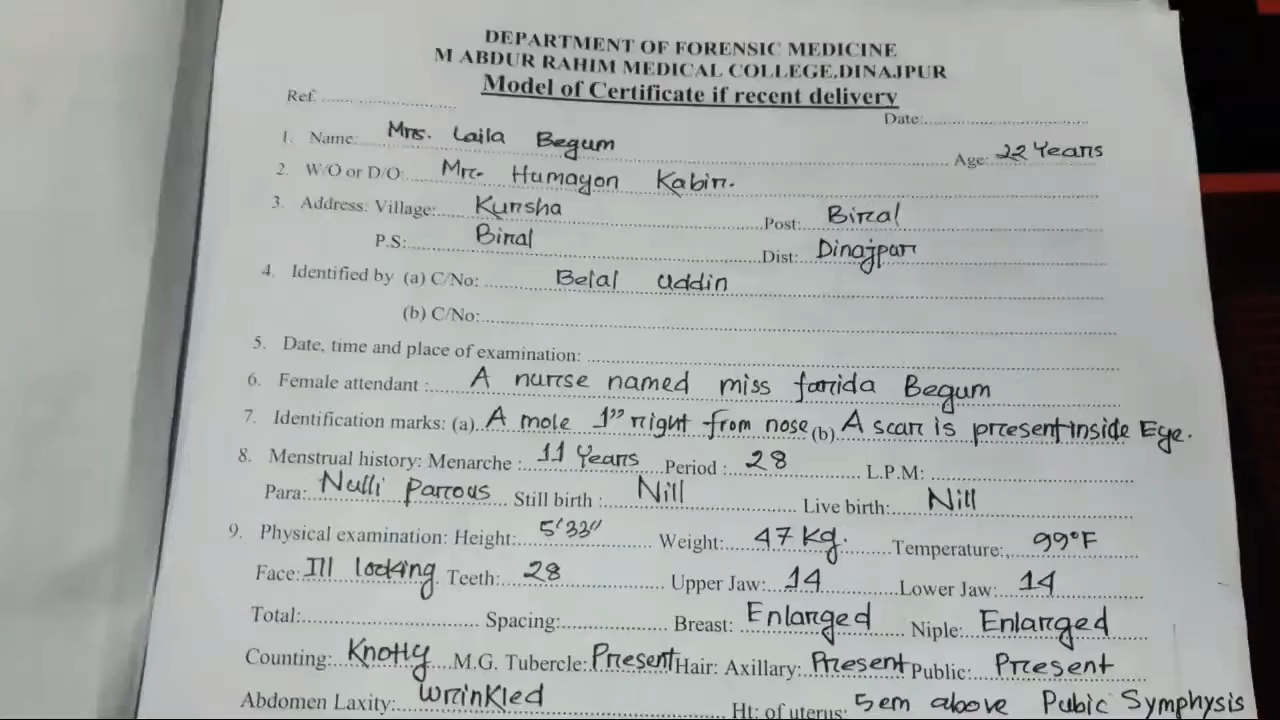 DEPARTMENT OF FORENSIC MEDICINE
M ABDUR RAHIM MEDICAL COLLEGE,DINAJPUR
Model of Certificate if recent delivery
Ref: ........................
Date:........................
1. Name: Mrs. Laila Begum Age: 22 Years
2. W/O or D/O: Mr. Humayon Kabir.
3. Address: Village: Kursha Post: Biral
P.S: Biral Dist: Dinajpur
4. Identified by (a) C/No: Belal Uddin
(b) C/No:
5. Date, time and place of examination:
6. Female attendant : A nurse named miss farida Begum
7. Identification marks: (a) A mole 1" right from nose (b) A scar is present inside Eye.
8. Menstrual history: Menarche : 11 Years Period : 28 L.P.M:
Para: Nulli parous Still birth : Nill Live birth: Nill
9. Physical examination: Height: 5'33" Weight: 47 Kg. Temperature: 99°F
Face: Ill looking Teeth: 28 Upper Jaw: 14 Lower Jaw: 14
Total: Spacing: Breast: Enlarged Niple: Enlarged
Counting: Knotty M.G. Tubercle: Present Hair: Axillary: Present Public: Present
Abdomen Laxity: Wrinkled Ht: of uterus: 5em above Pubic Symphysis